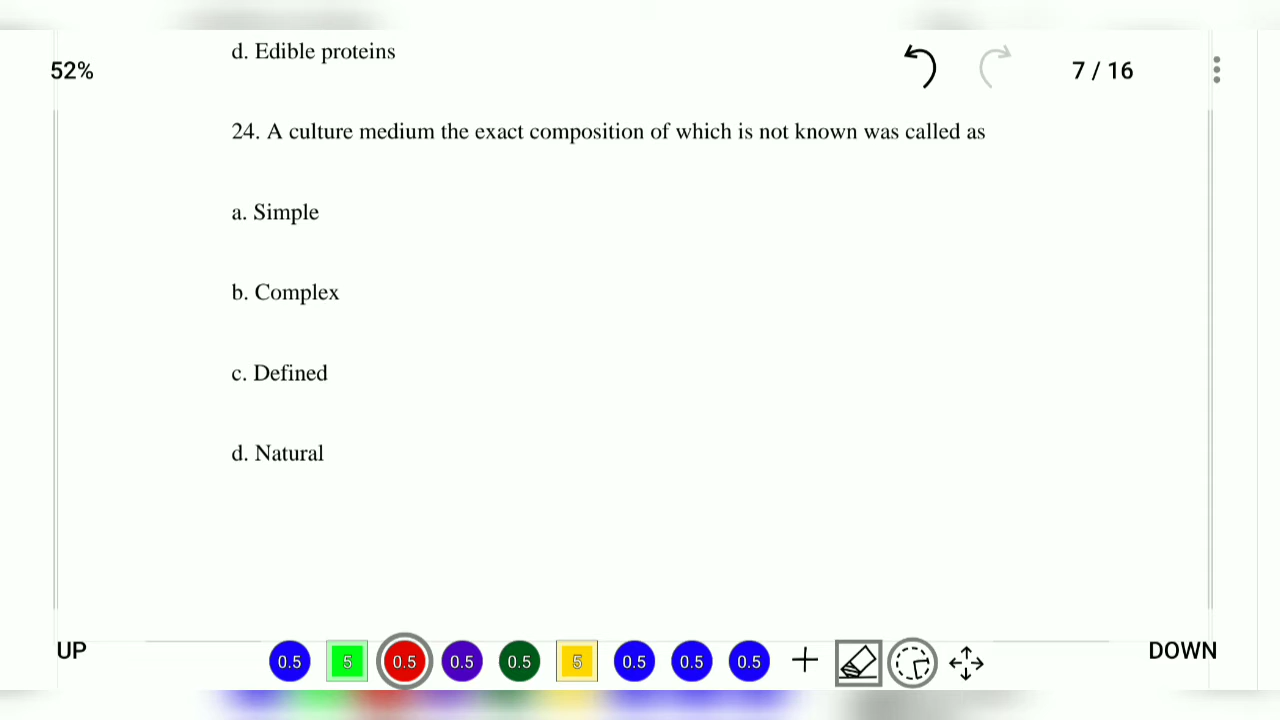 d. Edible proteins
52%
7 / 16
24. A culture medium the exact composition of which is not known was called as
a. Simple
b. Complex
c. Defined
d. Natural
UP
0.5 5 0.5 0.5 0.5 5 0.5 0.5 0.5
DOWN